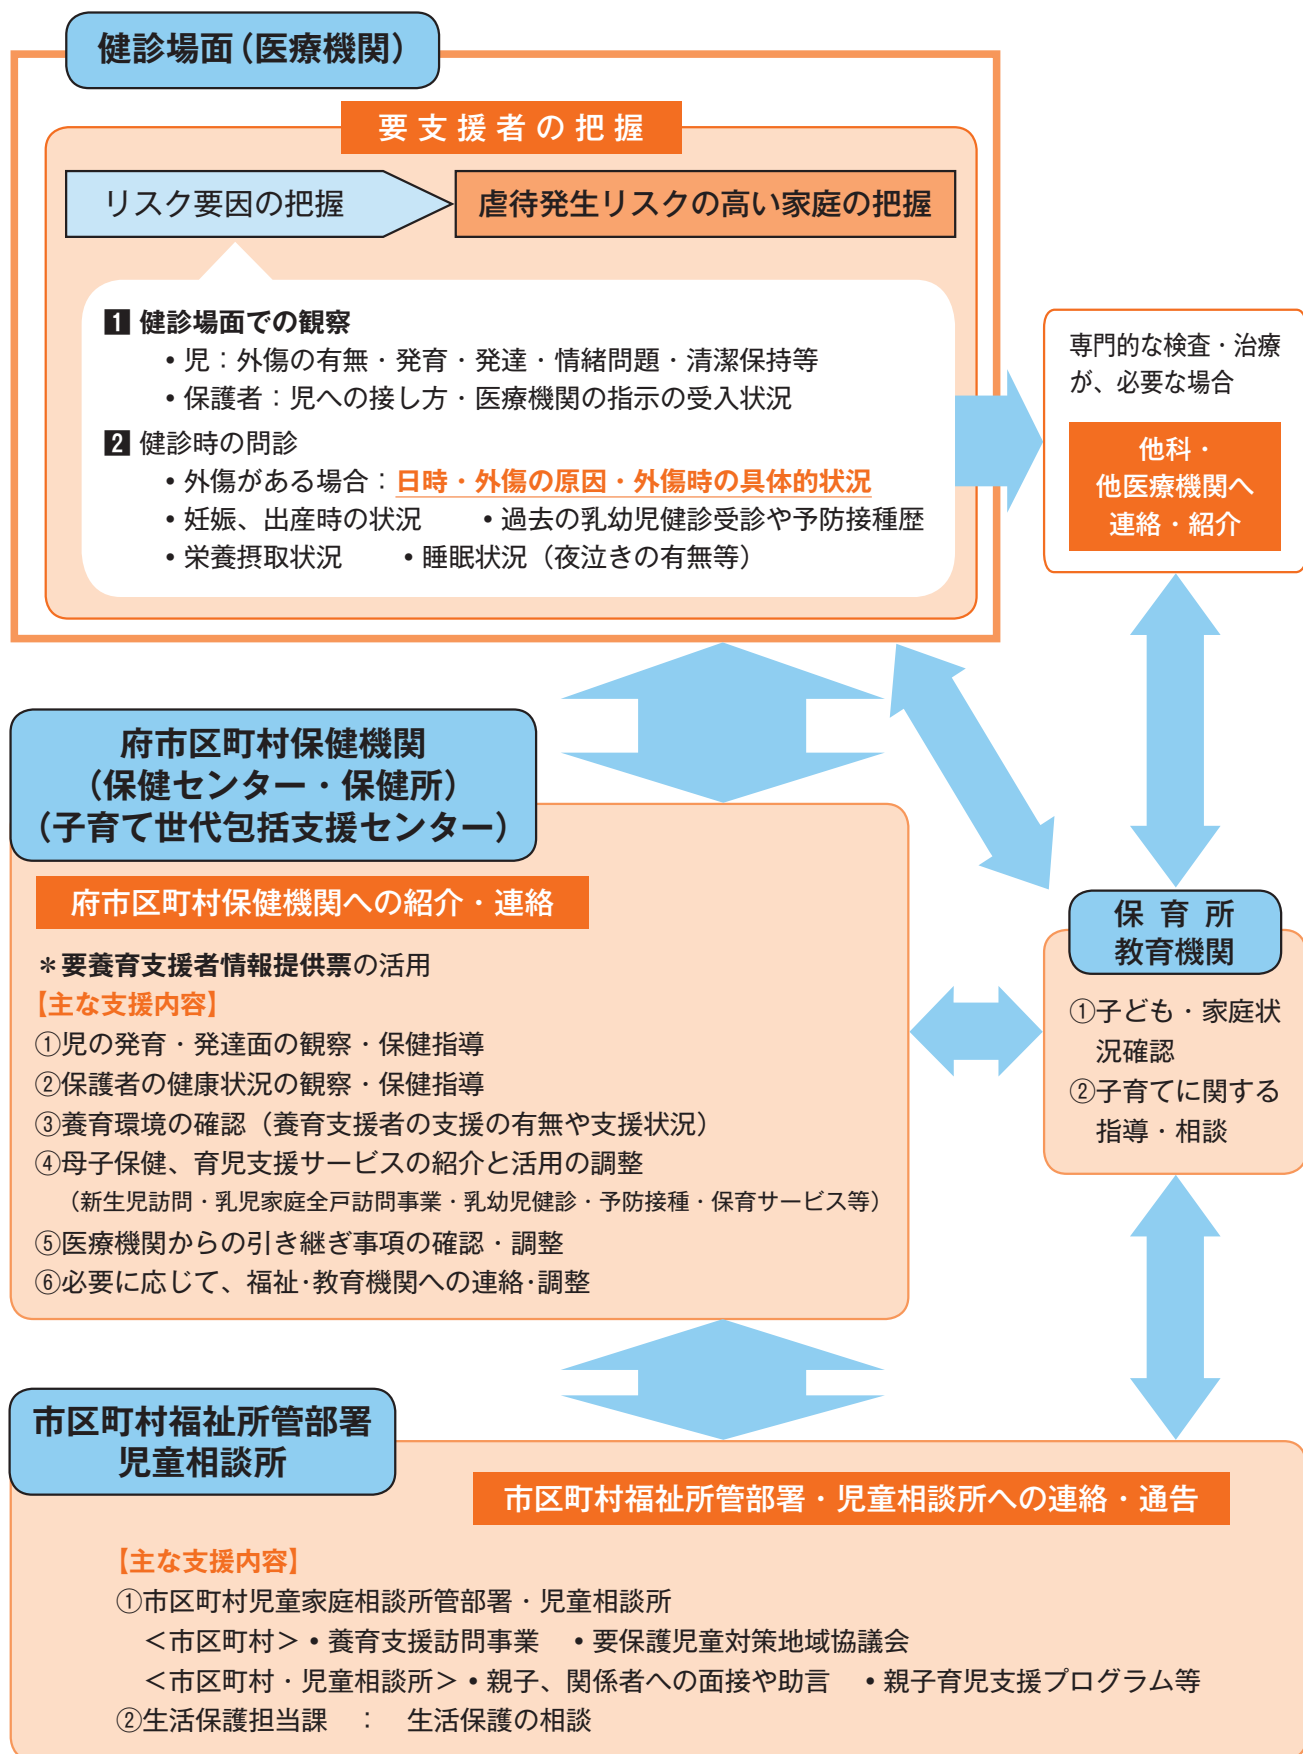 健診場面(医療機関)
要支援者の把握
リスク要因の把握
虐待発生リスクの高い家庭の把握
1 健診場面での観察
•児：外傷の有無・発育・発達・情緒問題・清潔保持等
•保護者：児への接し方・医療機関の指示の受入状況
2 健診時の問診
•外傷がある場合：日時・外傷の原因・外傷時の具体的状況
•妊娠、出産時の状況　•過去の乳幼児健診受診や予防接種歴
•栄養摂取状況　•睡眠状況（夜泣きの有無等）
専門的な検査・治療
が、必要な場合
他科・
他医療機関へ
連絡・紹介
府市区町村保健機関
（保健センター・保健所）
（子育て世代包括支援センター）
府市区町村保健機関への紹介・連絡
＊要養育支援者情報提供票の活用
【主な支援内容】
①児の発育・発達面の観察・保健指導
②保護者の健康状況の観察・保健指導
③養育環境の確認（養育支援者の支援の有無や支援状況）
④母子保健、育児支援サービスの紹介と活用の調整
（新生児訪問・乳児家庭全戸訪問事業・乳幼児健診・予防接種・保育サービス等）
⑤医療機関からの引き継ぎ事項の確認・調整
⑥必要に応じて、福祉・教育機関への連絡・調整
保育所
教育機関
①子ども・家庭状
況確認
②子育てに関する
指導・相談
市区町村福祉所管部署
児童相談所
市区町村福祉所管部署・児童相談所への連絡・通告
【主な支援内容】
①市区町村児童家庭相談所管部署・児童相談所
＜市区町村＞•養育支援訪問事業　•要保護児童対策地域協議会
＜市区町村・児童相談所＞•親子、関係者への面接や助言　•親子育児支援プログラム等
②生活保護担当課　：　生活保護の相談